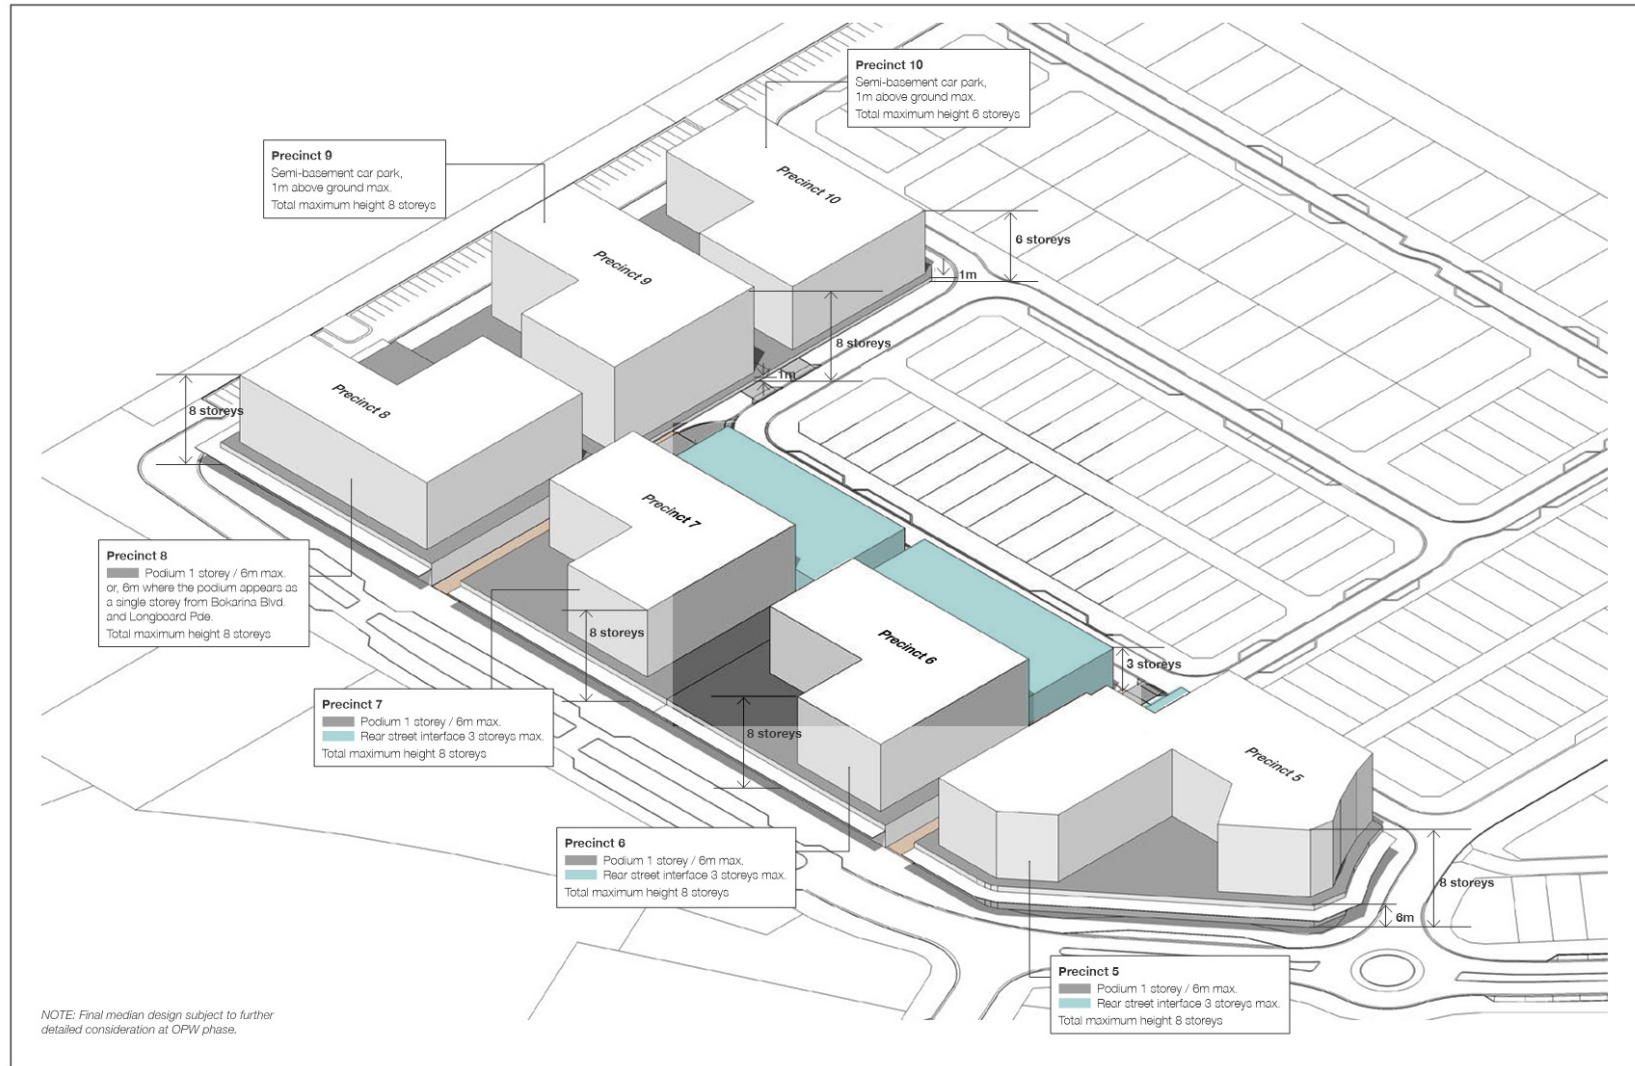 Precinct 10
Semi-basement car park,
1m above ground max.
Total maximum height 6 storeys
Precinct 9
Semi-basement car park,
1m above ground max.
Total maximum height 8 storeys
Precinct 10
6 storeys
1m
Precinct 9
8 storeys
1m
Precinct 8
8 storeys
Precinct 7
Precinct 8
Podium 1 storey / 6m max.
or, 6m where the podium appears as
a single storey from Bokarina Blvd.
and Longboard Pde.
Total maximum height 8 storeys
8 storeys
Precinct 6
3 storeys
Precinct 7
Podium 1 storey / 6m max.
Rear street interface 3 storeys max.
Total maximum height 8 storeys
8 storeys
Precinct 5
Precinct 6
Podium 1 storey / 6m max.
Rear street interface 3 storeys max.
Total maximum height 8 storeys
8 storeys
6m
Precinct 5
Podium 1 storey / 6m max.
Rear street interface 3 storeys max.
Total maximum height 8 storeys
NOTE: Final median design subject to further
detailed consideration at OPW phase.